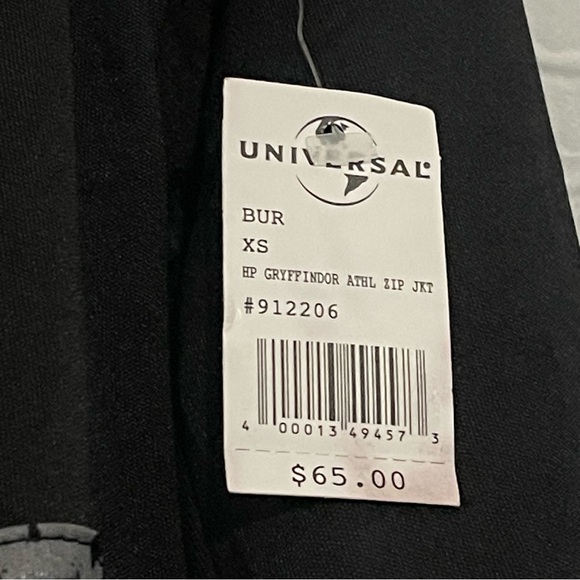 UNIVERSAL
BUR
XS
HP GRYFFINDOR ATHL ZIP JKT
#912206
4 00013 49457 3
$65.00